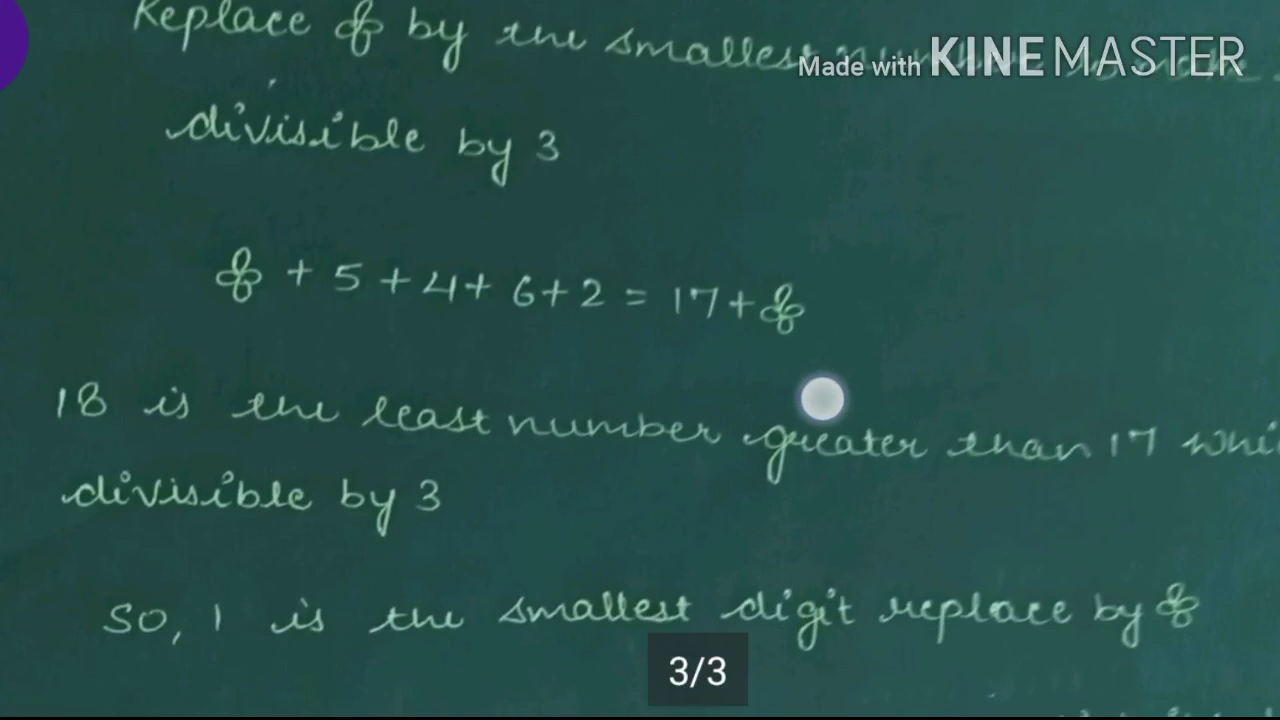 Replace ꕤ by the smallest
Made with KINEMASTER
divisible by 3
ꕤ + 5 + 4 + 6 + 2 = 17 + ꕤ
18 is the least number greater than 17 whi
divisible by 3
So, 1 is the smallest digit replace by ꕤ
3/3